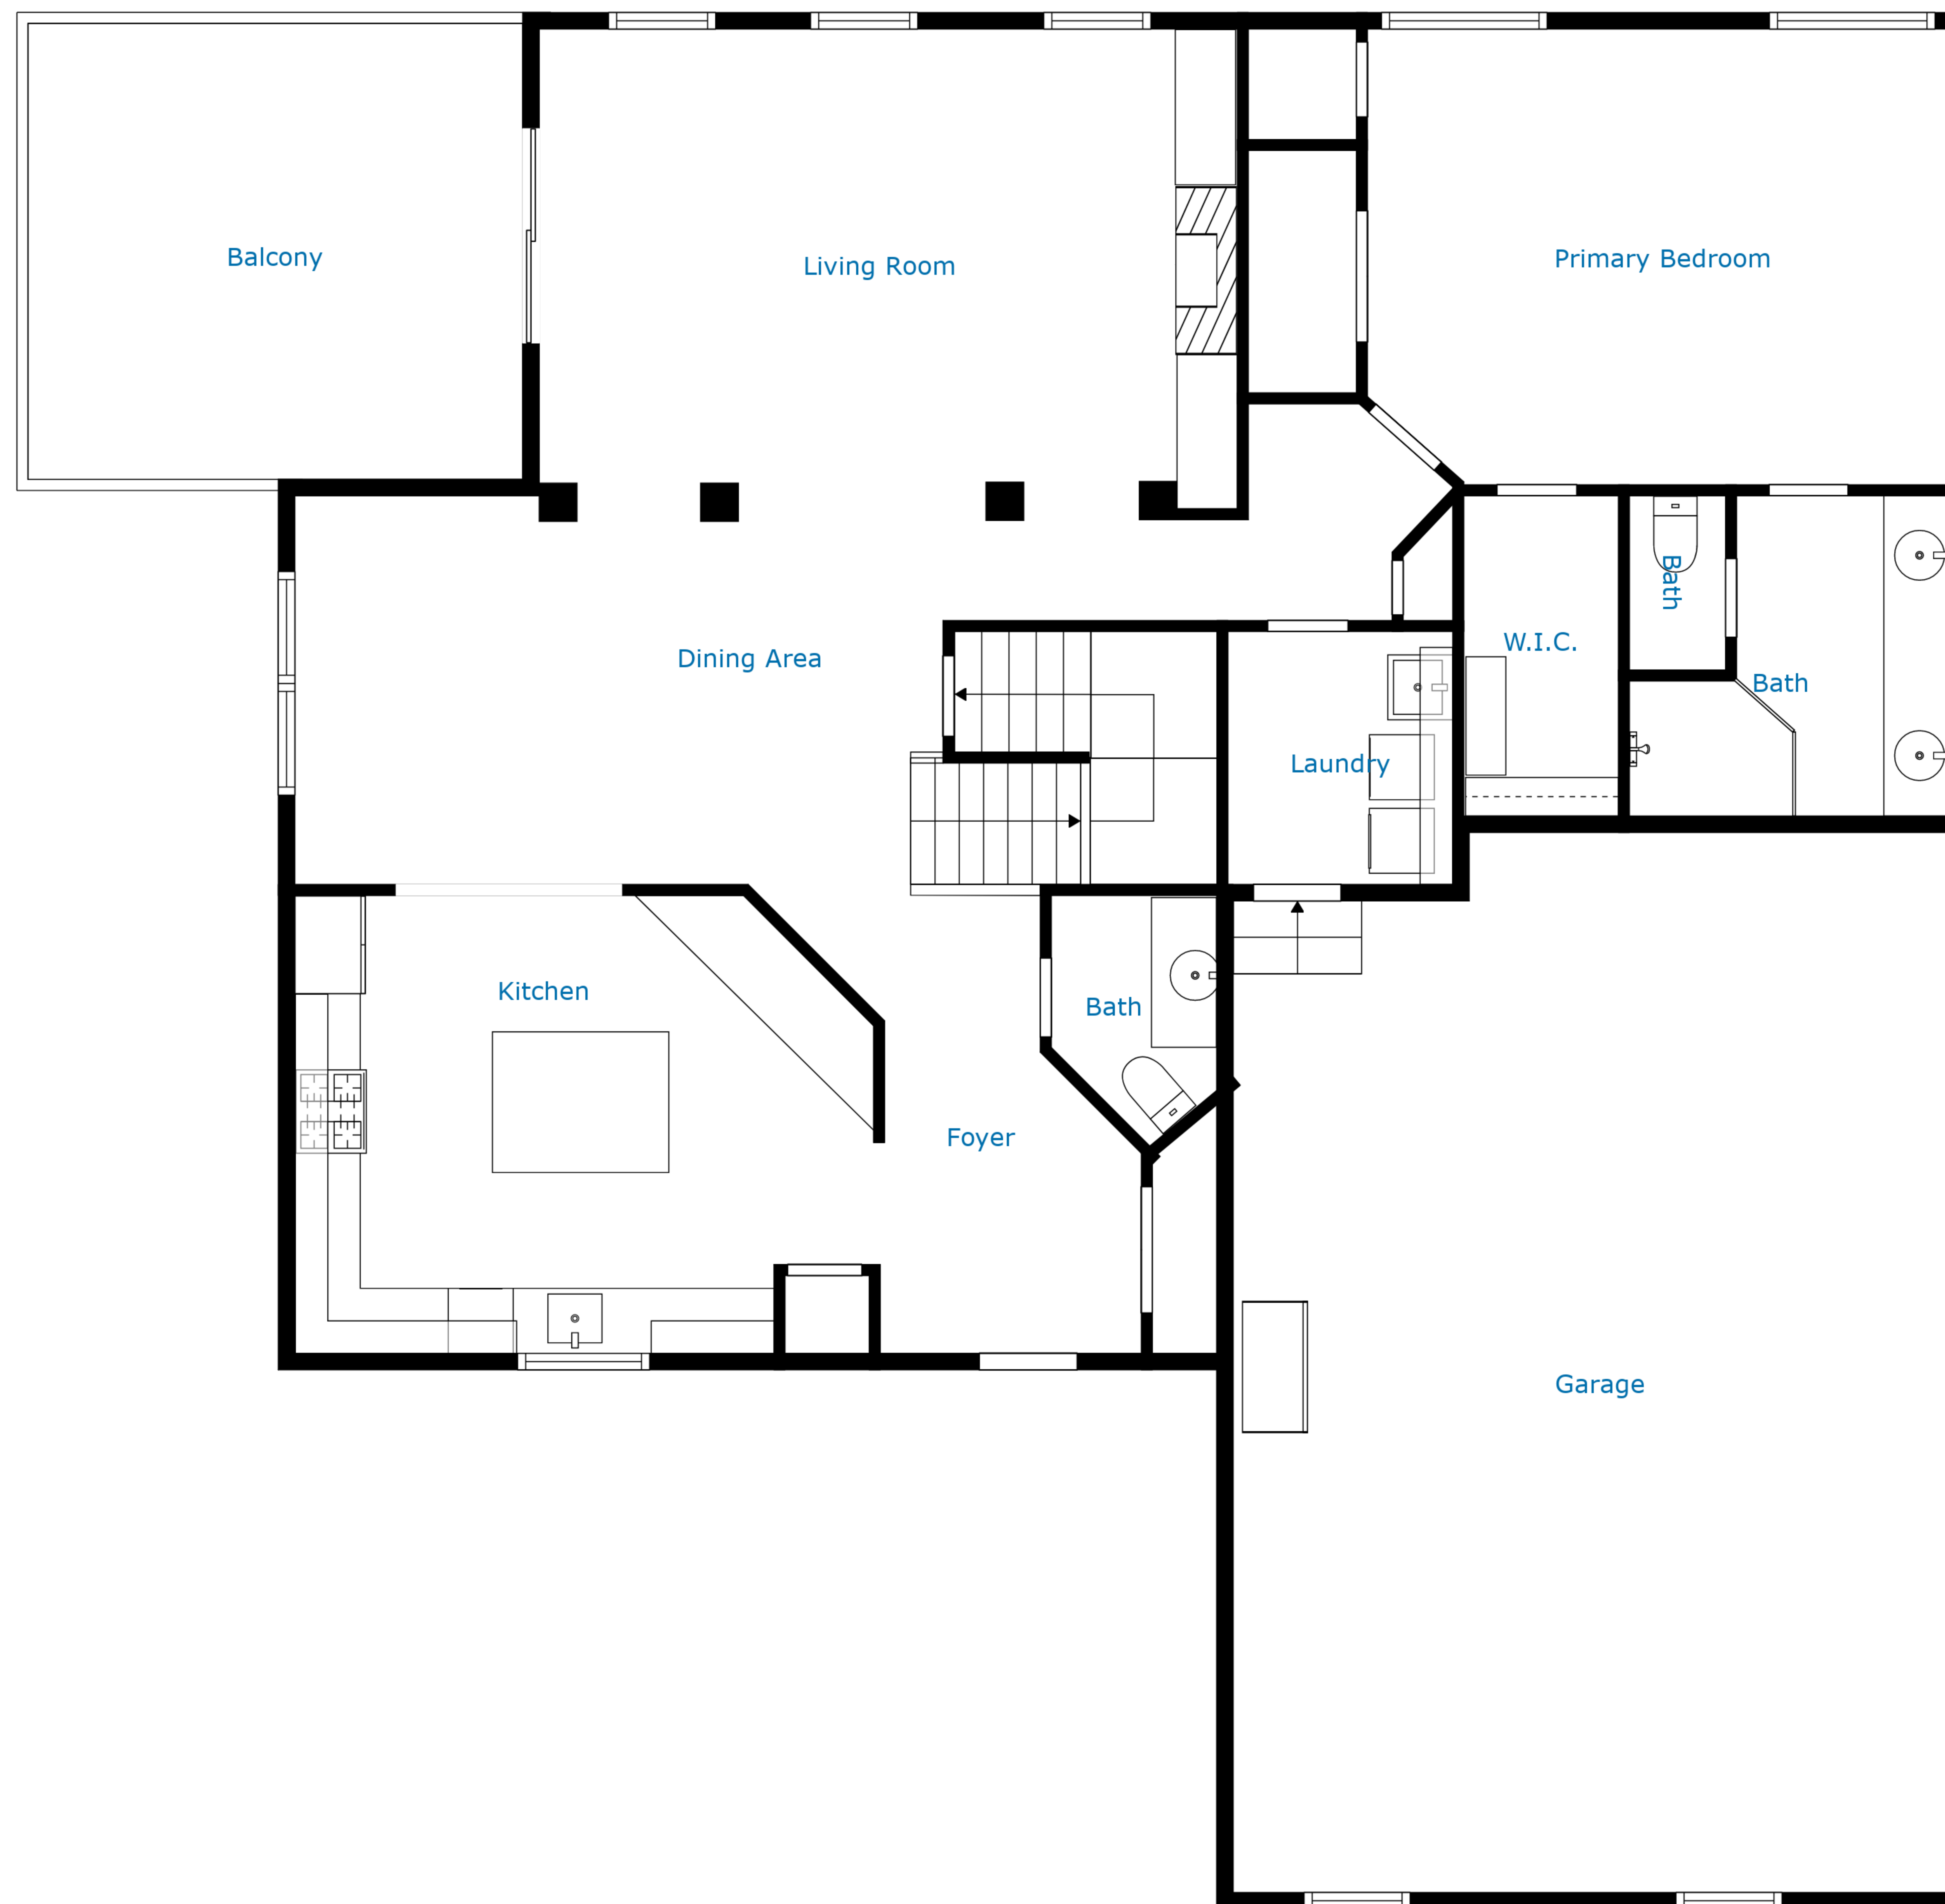 Balcony
Living Room
Primary Bedroom
Bath
W.I.C.
Dining Area
Bath
Laundry
Kitchen
Bath
Foyer
Garage